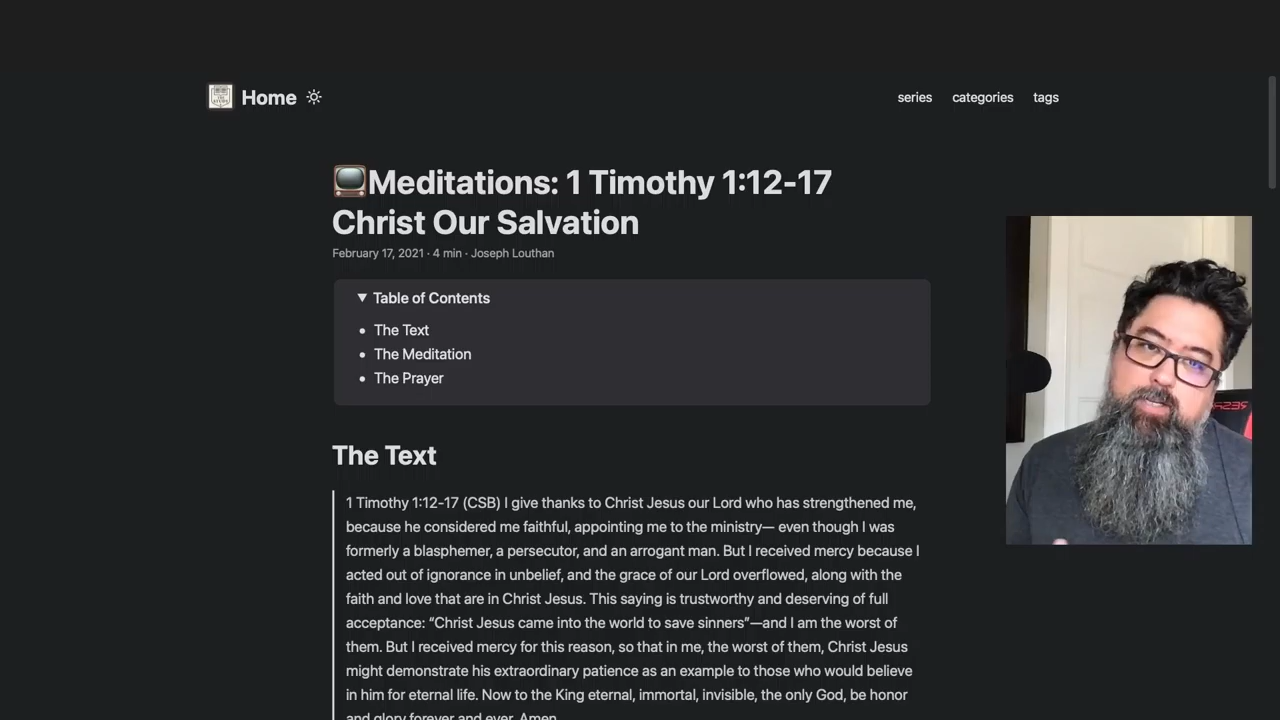 Home
series
categories
tags
Meditations: 1 Timothy 1:12-17
Christ Our Salvation
February 17, 2021 · 4 min · Joseph Louthan
Table of Contents
The Text
The Meditation
The Prayer
The Text
1 Timothy 1:12-17 (CSB) I give thanks to Christ Jesus our Lord who has strengthened me,
because he considered me faithful, appointing me to the ministry— even though I was
formerly a blasphemer, a persecutor, and an arrogant man. But I received mercy because I
acted out of ignorance in unbelief, and the grace of our Lord overflowed, along with the
faith and love that are in Christ Jesus. This saying is trustworthy and deserving of full
acceptance: “Christ Jesus came into the world to save sinners”—and I am the worst of
them. But I received mercy for this reason, so that in me, the worst of them, Christ Jesus
might demonstrate his extraordinary patience as an example to those who would believe
in him for eternal life. Now to the King eternal, immortal, invisible, the only God, be honor
and glory forever and ever. Amen.